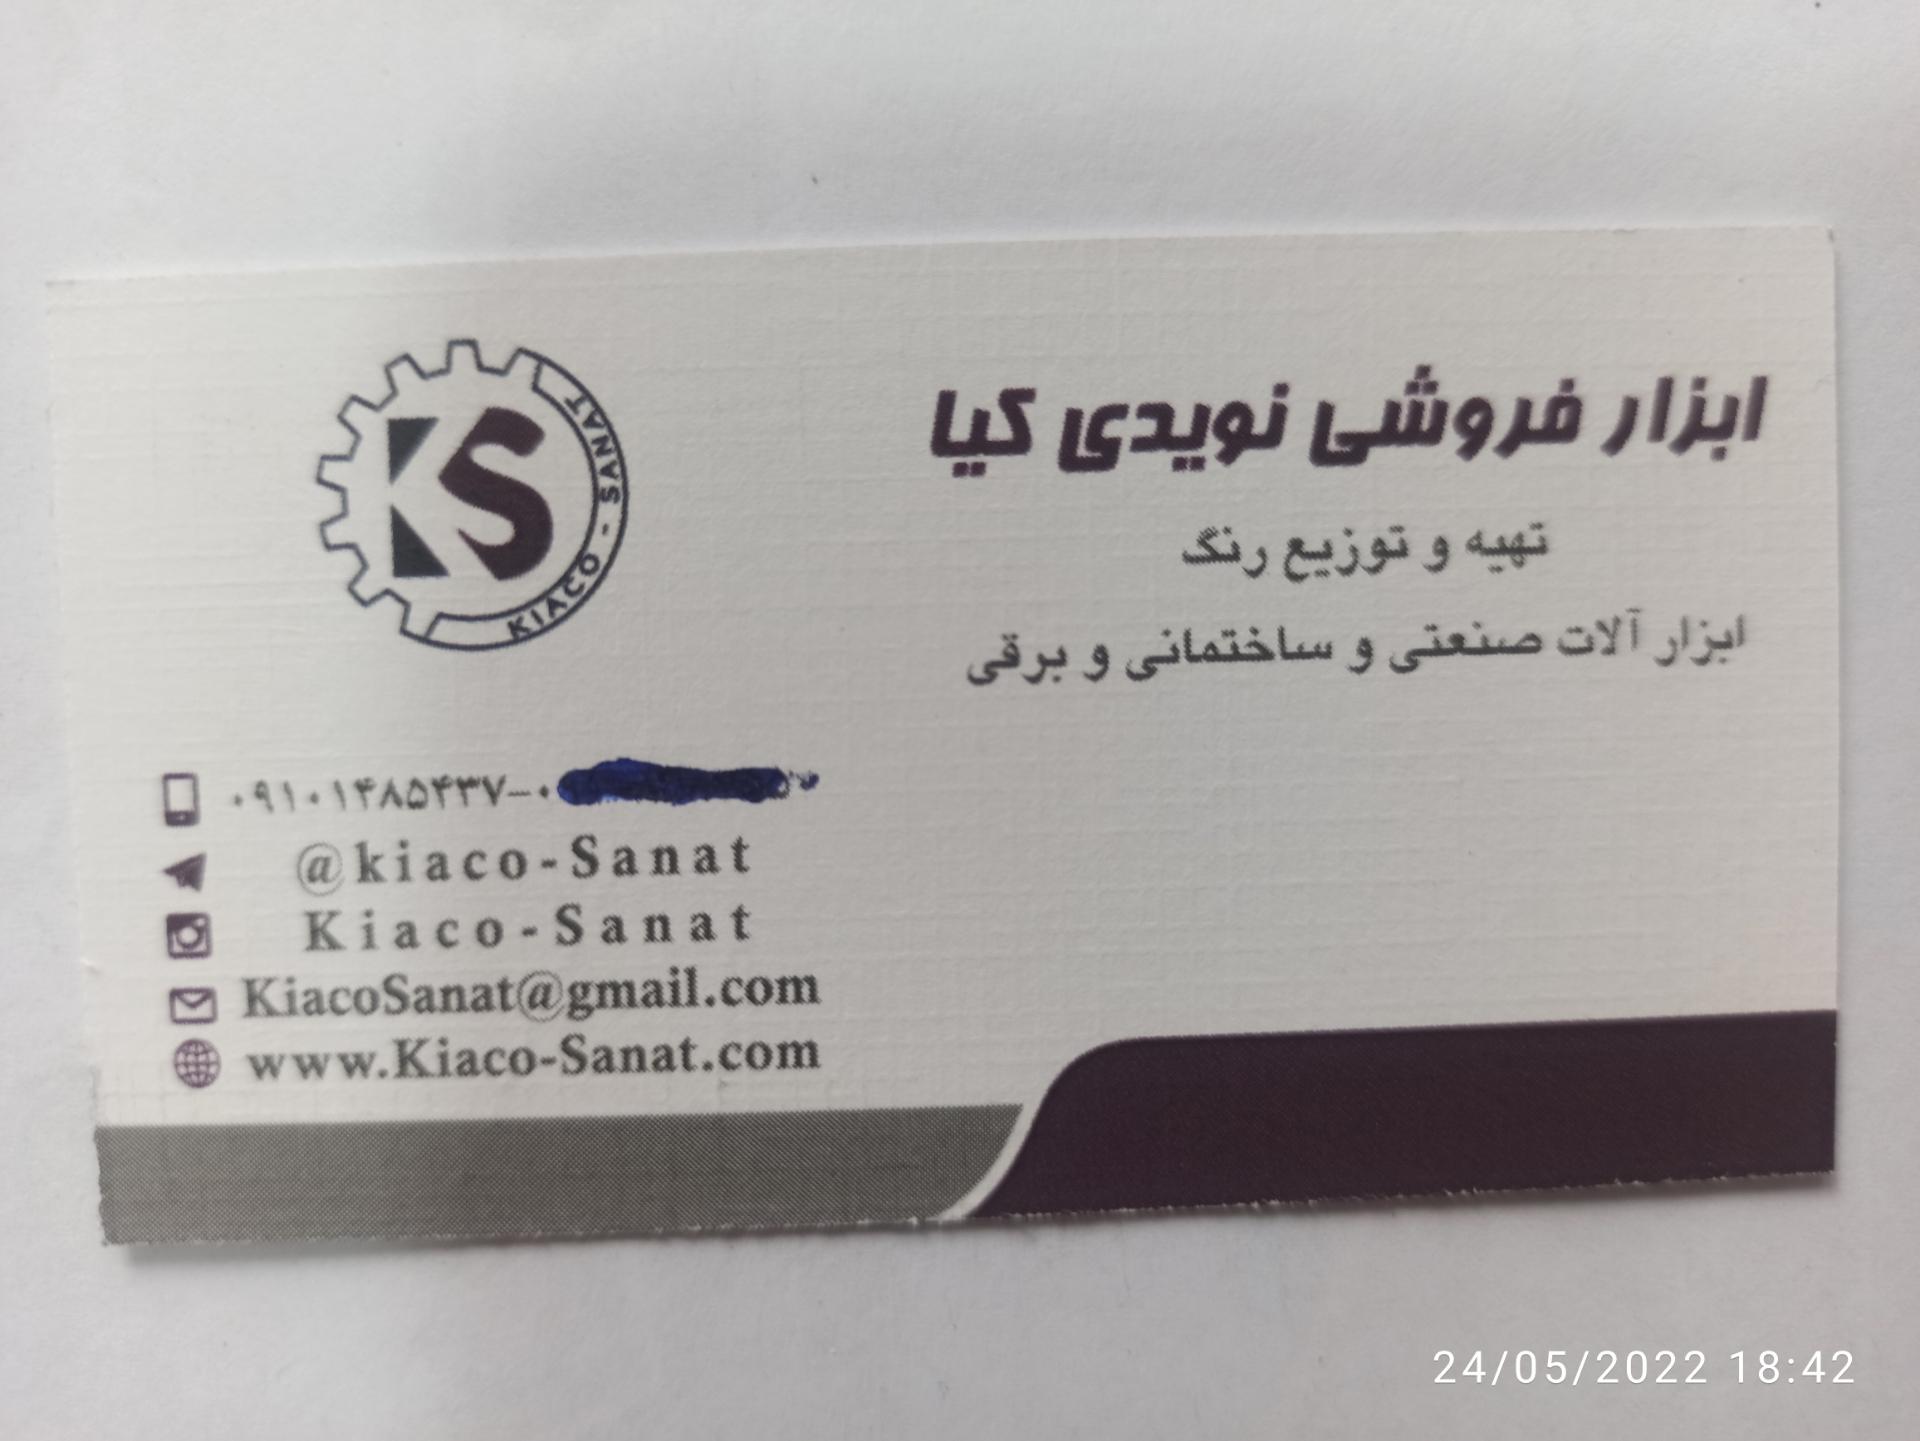 KIACO - SANAT
KS
ابزار فروشی نویدی کیا
تهیه و توزیع رنگ
ابزار آلات صنعتی و ساختمانی و برقی
۰۹۱۰۱۴۸۵۴۳۷-۰
@kiaco-Sanat
Kiaco-Sanat
KiacoSanat@gmail.com
www.Kiaco-Sanat.com
24/05/2022 18:42